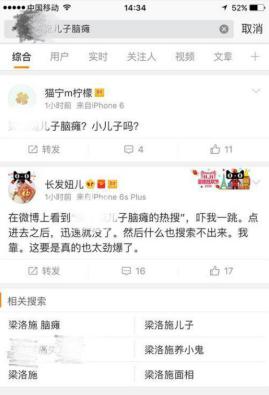 中国移动
14:34
52%
儿子脑瘫
取消
综合 用户 实时 关注人 视频 文章
猫宁m柠檬
1小时前 来自iPhone 6
儿子脑瘫？小儿子吗？
转发 4 11
长发妞儿
1小时前 来自iPhone 6s Plus
在微博上看到“ 儿子脑瘫的热搜”，吓我一跳。点
进去之后，迅速就没了。然后什么也搜索不出来。我
靠。这要是真的也太劲爆了。
转发 16 17
相关搜索
梁洛施 脑瘫 梁洛施儿子
梁洛施养小鬼
梁洛施 梁洛施面相